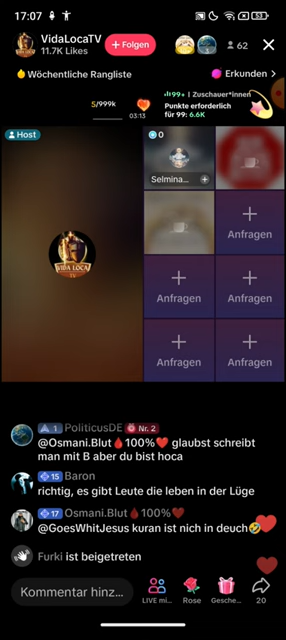 17:07
53
VidaLocaTV
11.7K Likes
+ Folgen
62
Wöchentliche Rangliste
Erkunden >
5/999k
03:13
99+ | Zuschauer*innen
Punkte erforderlich
für 99: 6.6K
Host
0
Selmina...
VIDA LOCA
Anfragen
Anfragen
Anfragen
Anfragen
Anfragen
Anfragen
1 PoliticusDE Nr. 2
@Osmani.Blut🩸100%❤️ glaubst schreibt
man mit B aber du bist hoca
15 Baron
richtig, es gibt Leute die leben in der Lüge
17 Osmani.Blut🩸100%❤️
@GoesWhitJesus kuran ist nich in deuch🤣
Furki ist beigetreten
Kommentar hinz...
LIVE mi...
Rose
Gesche...
20